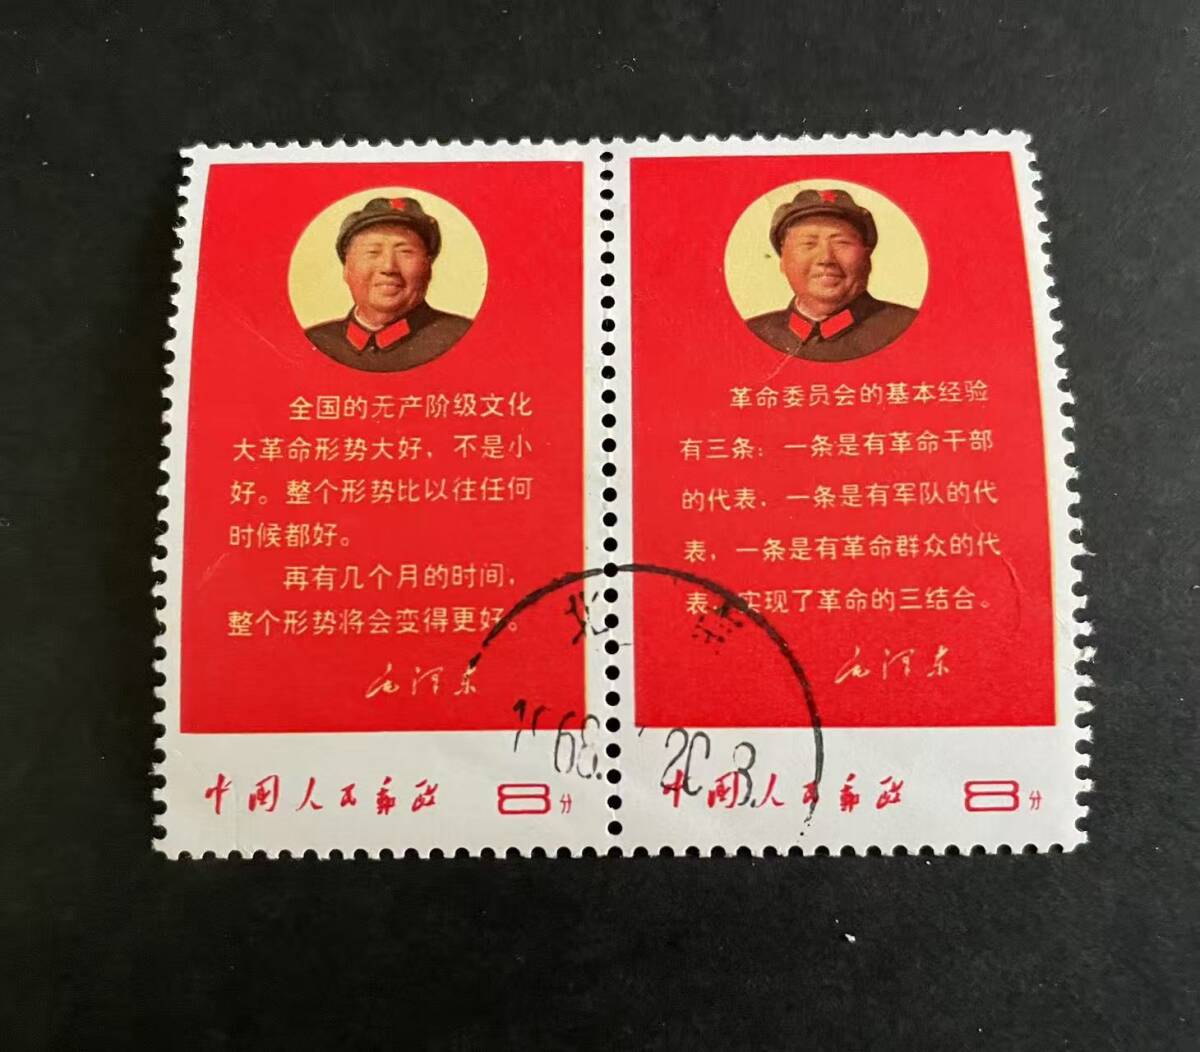 全国的无产阶级文化
大革命形势大好，不是小
好。整个形势比以往任何
时候都好。
再有几个月的时间，
整个形势将会变得更好。
毛泽东
中国人民邮政
8分
革命委员会的基本经验
有三条：一条是有革命干部
的代表，一条是有军队的代
表，一条是有革命群众的代
表，实现了革命的三结合。
毛泽东
中国人民邮政
8分
北